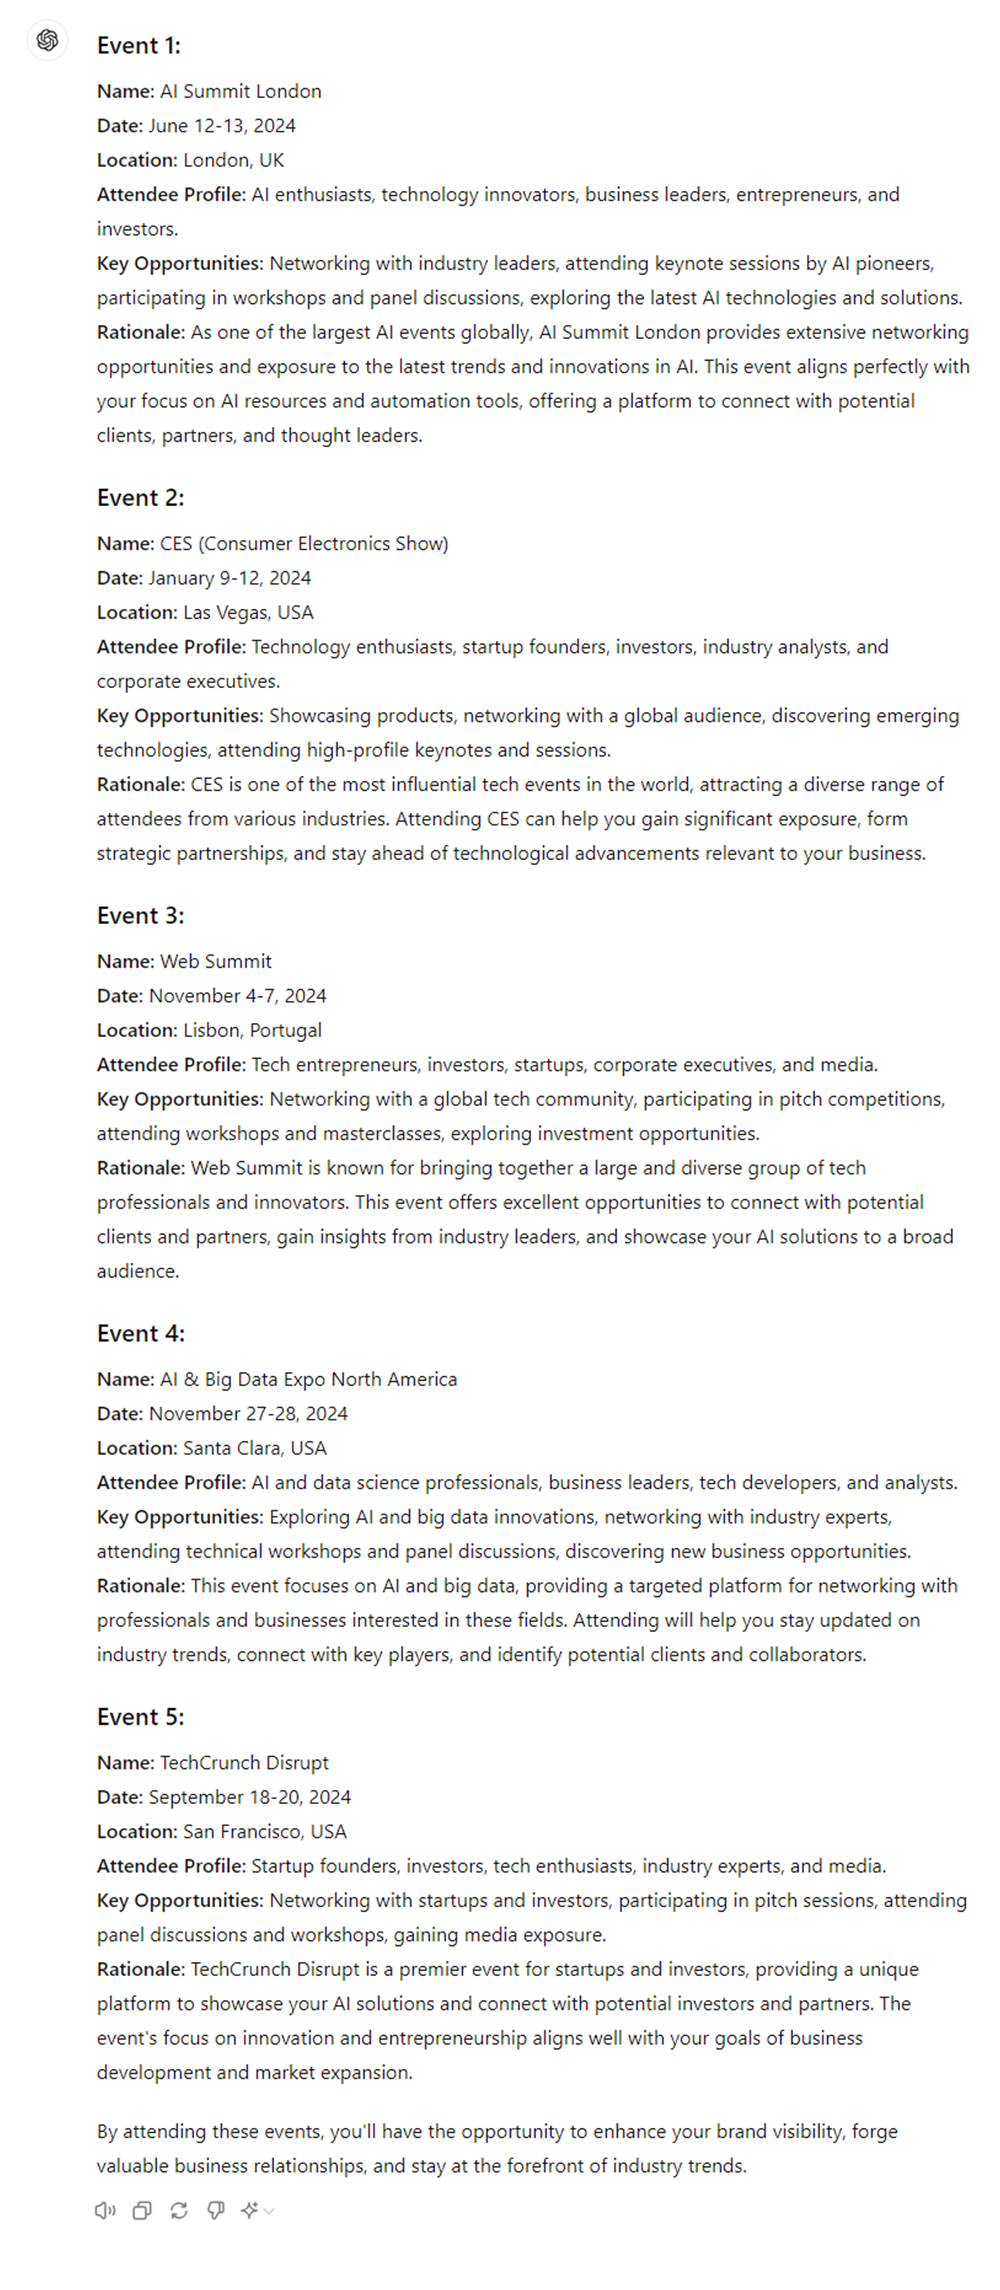 Event 1:
Name: AI Summit London
Date: June 12-13, 2024
Location: London, UK
Attendee Profile: AI enthusiasts, technology innovators, business leaders, entrepreneurs, and
investors.
Key Opportunities: Networking with industry leaders, attending keynote sessions by AI pioneers,
participating in workshops and panel discussions, exploring the latest AI technologies and solutions.
Rationale: As one of the largest AI events globally, AI Summit London provides extensive networking
opportunities and exposure to the latest trends and innovations in AI. This event aligns perfectly with
your focus on AI resources and automation tools, offering a platform to connect with potential
clients, partners, and thought leaders.
Event 2:
Name: CES (Consumer Electronics Show)
Date: January 9-12, 2024
Location: Las Vegas, USA
Attendee Profile: Technology enthusiasts, startup founders, investors, industry analysts, and
corporate executives.
Key Opportunities: Showcasing products, networking with a global audience, discovering emerging
technologies, attending high-profile keynotes and sessions.
Rationale: CES is one of the most influential tech events in the world, attracting a diverse range of
attendees from various industries. Attending CES can help you gain significant exposure, form
strategic partnerships, and stay ahead of technological advancements relevant to your business.
Event 3:
Name: Web Summit
Date: November 4-7, 2024
Location: Lisbon, Portugal
Attendee Profile: Tech entrepreneurs, investors, startups, corporate executives, and media.
Key Opportunities: Networking with a global tech community, participating in pitch competitions,
attending workshops and masterclasses, exploring investment opportunities.
Rationale: Web Summit is known for bringing together a large and diverse group of tech
professionals and innovators. This event offers excellent opportunities to connect with potential
clients and partners, gain insights from industry leaders, and showcase your AI solutions to a broad
audience.
Event 4:
Name: AI & Big Data Expo North America
Date: November 27-28, 2024
Location: Santa Clara, USA
Attendee Profile: AI and data science professionals, business leaders, tech developers, and analysts.
Key Opportunities: Exploring AI and big data innovations, networking with industry experts,
attending technical workshops and panel discussions, discovering new business opportunities.
Rationale: This event focuses on AI and big data, providing a targeted platform for networking with
professionals and businesses interested in these fields. Attending will help you stay updated on
industry trends, connect with key players, and identify potential clients and collaborators.
Event 5:
Name: TechCrunch Disrupt
Date: September 18-20, 2024
Location: San Francisco, USA
Attendee Profile: Startup founders, investors, tech enthusiasts, industry experts, and media.
Key Opportunities: Networking with startups and investors, participating in pitch sessions, attending
panel discussions and workshops, gaining media exposure.
Rationale: TechCrunch Disrupt is a premier event for startups and investors, providing a unique
platform to showcase your AI solutions and connect with potential investors and partners. The
event's focus on innovation and entrepreneurship aligns well with your goals of business
development and market expansion.
By attending these events, you'll have the opportunity to enhance your brand visibility, forge
valuable business relationships, and stay at the forefront of industry trends.